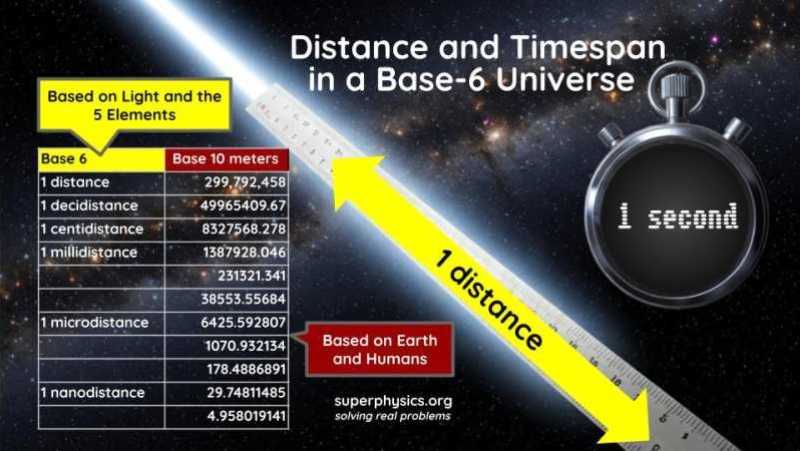 Distance and Timespan
in a Base-6 Universe
Based on Light and the
5 Elements
Base 6 Base 10 meters
1 distance 299,792,458
1 decidistance 49965409.67
1 centidistance 8327568.278
1 millidistance 1387928.046
231321.341
38553.55684
1 microdistance 6425.592807
1070.932134
178.4886891
1 nanodistance 29.74811485
4.958019141
Based on Earth
and Humans
superphysics.org
solving real problems
1 distance
1 second